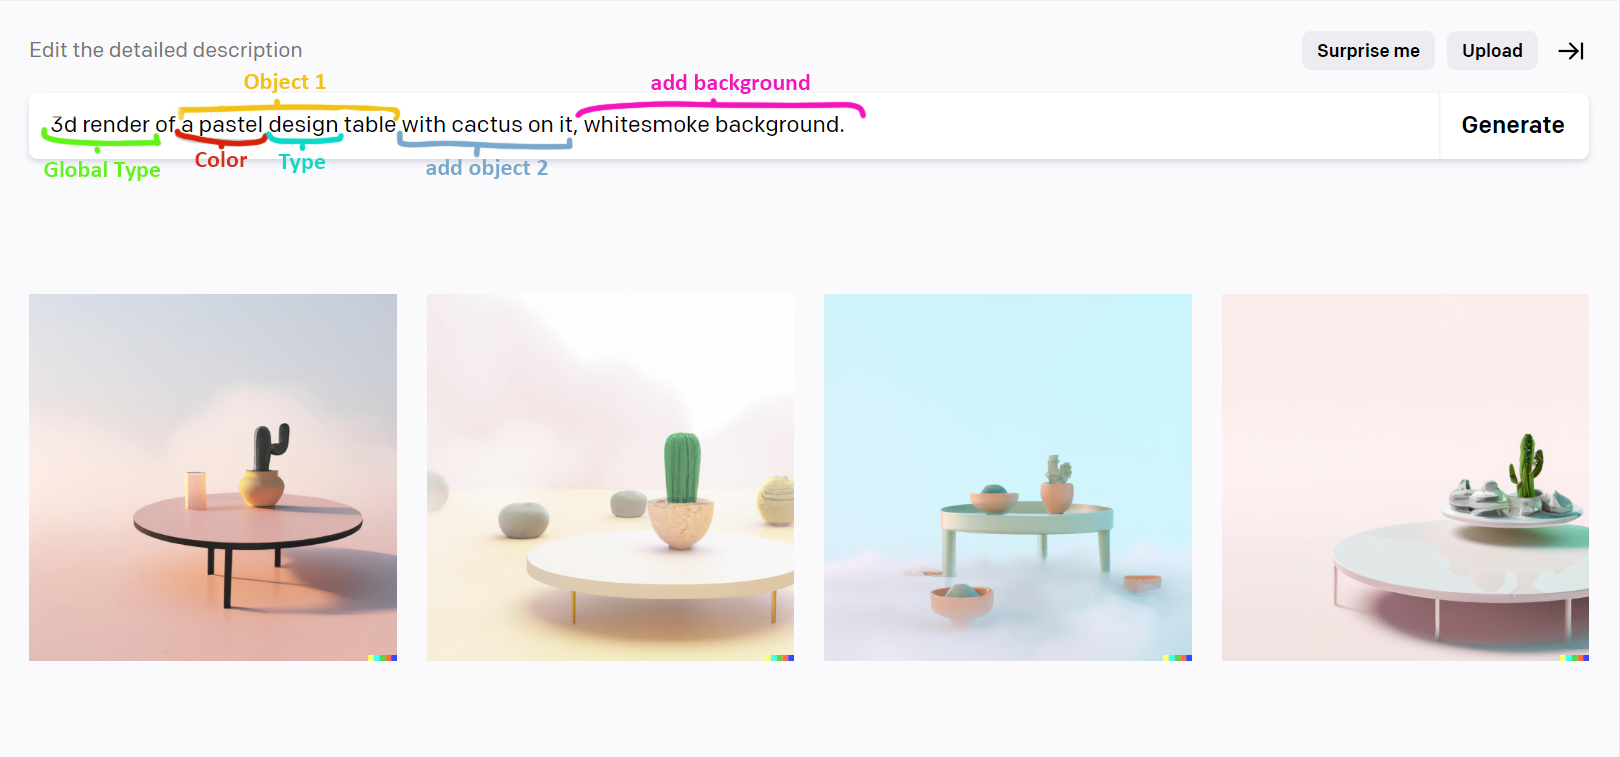 Edit the detailed description
Surprise me
Upload
Object 1
add background
3d render of a pastel design table with cactus on it, whitesmoke background.
Generate
Global Type
Color
Type
add object 2